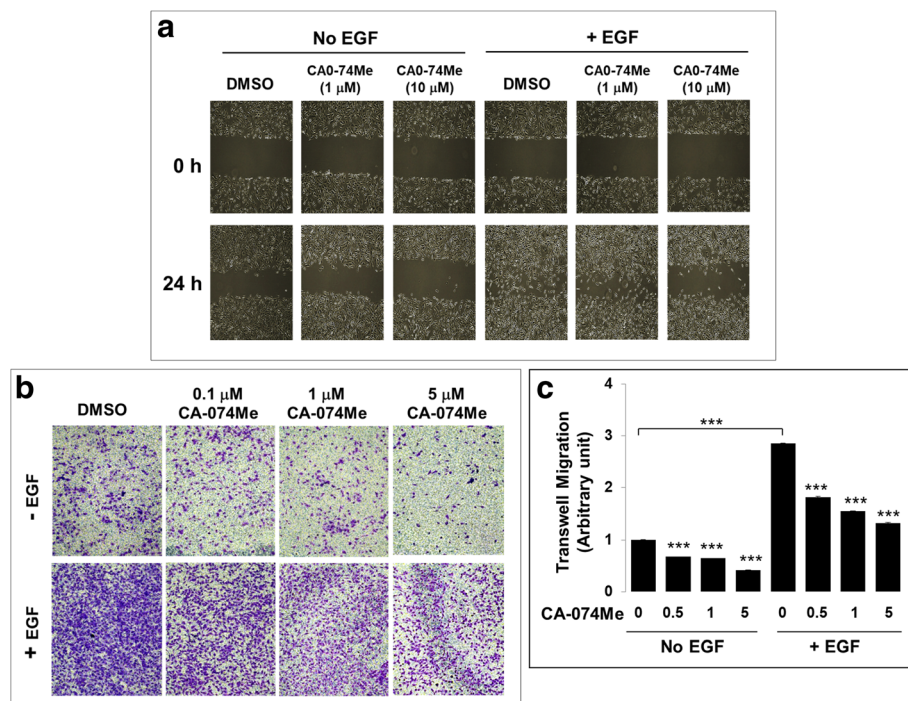 a
No EGF
+ EGF
DMSO
CA0-74Me
(1 μM)
CA0-74Me
(10 μM)
DMSO
CA0-74Me
(1 μM)
CA0-74Me
(10 μM)
0 h
24 h
b
DMSO
0.1 μM
CA-074Me
1 μM
CA-074Me
5 μM
CA-074Me
- EGF
+ EGF
c
Transwell Migration
(Arbitrary unit)
4
3
2
1
0
***
*** *** ***
*** *** ***
CA-074Me 0 0.5 1 5 0 0.5 1 5
No EGF
+ EGF